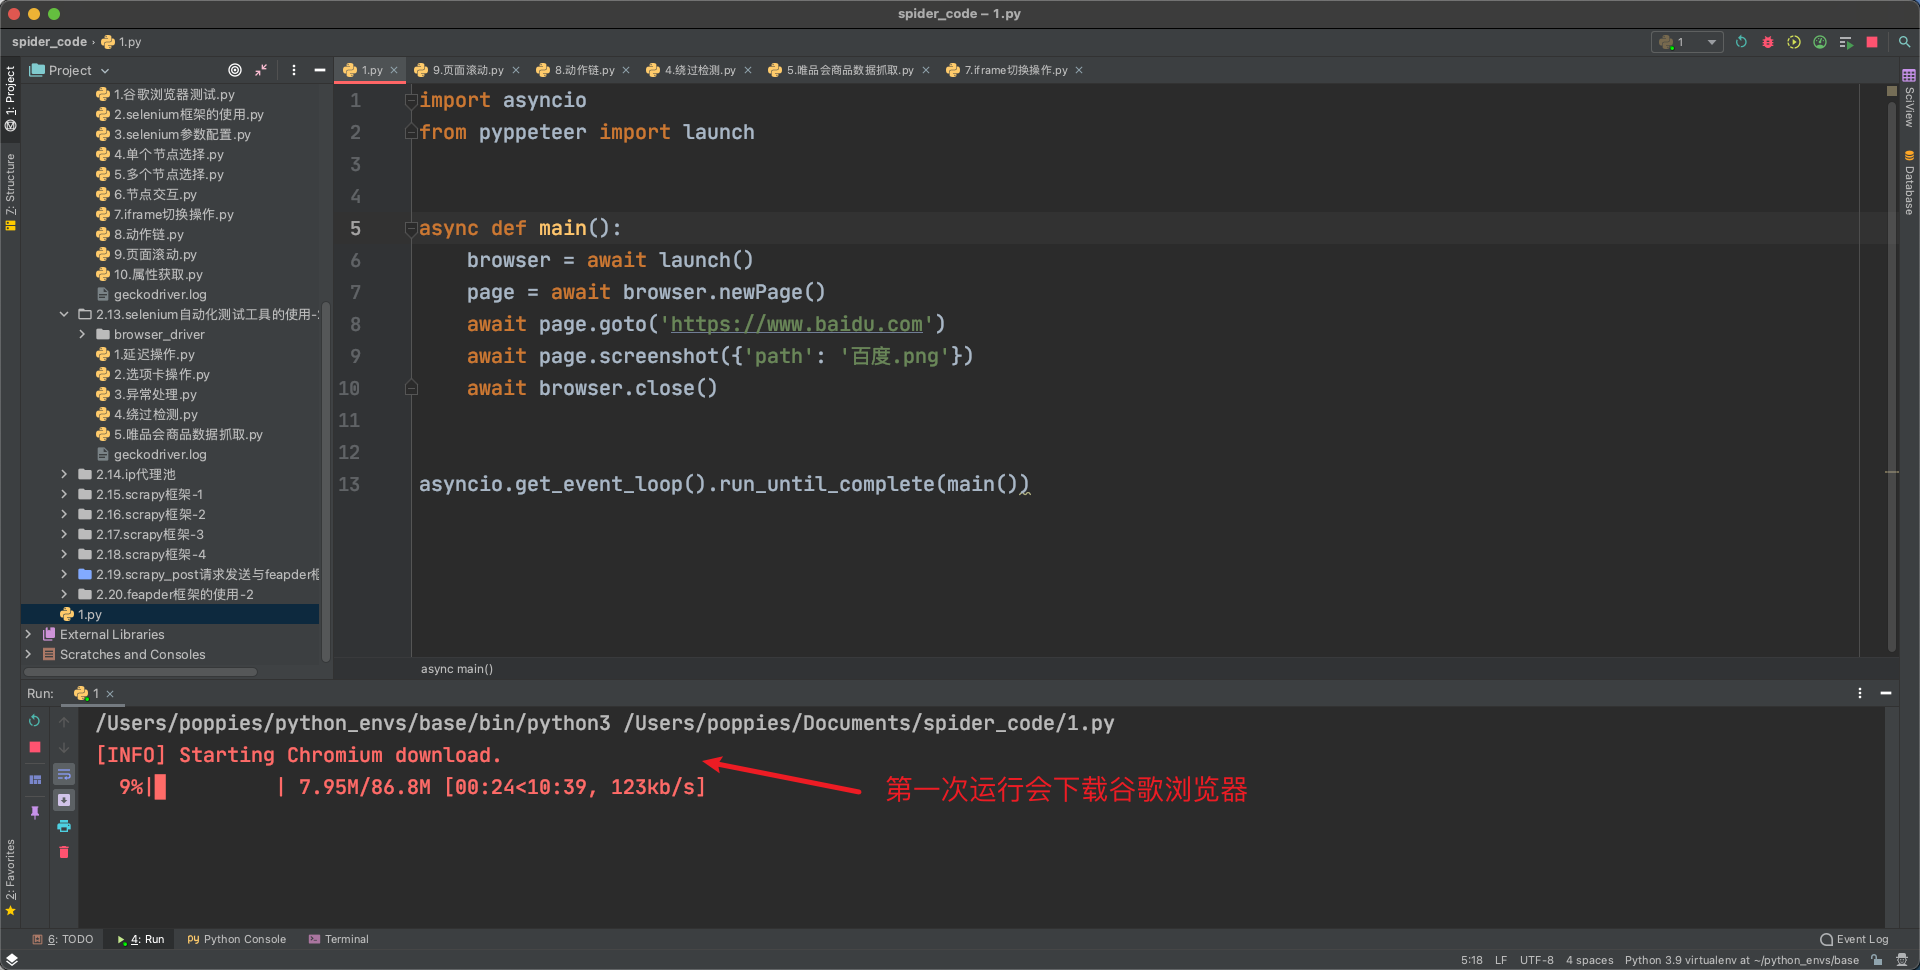 spider_code – 1.py
spider_code › 1.py
1
Project
1.py
9.页面滚动.py
8.动作链.py
4.绕过检测.py
5.唯品会商品数据抓取.py
7.iframe切换操作.py
1: Project
Z: Structure
2: Favorites
SciView
Database
1.谷歌浏览器测试.py
2.selenium框架的使用.py
3.selenium参数配置.py
4.单个节点选择.py
5.多个节点选择.py
6.节点交互.py
7.iframe切换操作.py
8.动作链.py
9.页面滚动.py
10.属性获取.py
geckodriver.log
2.13.selenium自动化测试工具的使用-
browser_driver
1.延迟操作.py
2.选项卡操作.py
3.异常处理.py
4.绕过检测.py
5.唯品会商品数据抓取.py
geckodriver.log
2.14.ip代理池
2.15.scrapy框架-1
2.16.scrapy框架-2
2.17.scrapy框架-3
2.18.scrapy框架-4
2.19.scrapy_post请求发送与feapder框
2.20.feapder框架的使用-2
1.py
External Libraries
Scratches and Consoles
1 import asyncio
2 from pyppeteer import launch
3
4
5 async def main():
6 browser = await launch()
7 page = await browser.newPage()
8 await page.goto('https://www.baidu.com')
9 await page.screenshot({'path': '百度.png'})
10 await browser.close()
11
12
13 asyncio.get_event_loop().run_until_complete(main())
async main()
Run: 1
/Users/poppies/python_envs/base/bin/python3 /Users/poppies/Documents/spider_code/1.py
[INFO] Starting Chromium download.
9%| | 7.95M/86.8M [00:24<10:39, 123kb/s]
第一次运行会下载谷歌浏览器
6: TODO
4: Run
Python Console
Terminal
Event Log
5:18 LF UTF-8 4 spaces Python 3.9 virtualenv at ~/python_envs/base